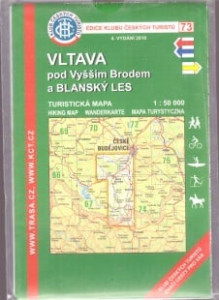 EDICE KLUBU ČESKÝCH TURISTŮ 73
VLTAVA
pod Vyšším Brodem
a BLANSKÝ LES
TURISTICKÁ MAPA
1 : 50 000
HIKING MAP WANDERKARTE MAPA TURYSTYCZNA
ČESKÉ
BUDĚJOVICE
WWW.TRASA.CZ, WWW.KCT.CZ